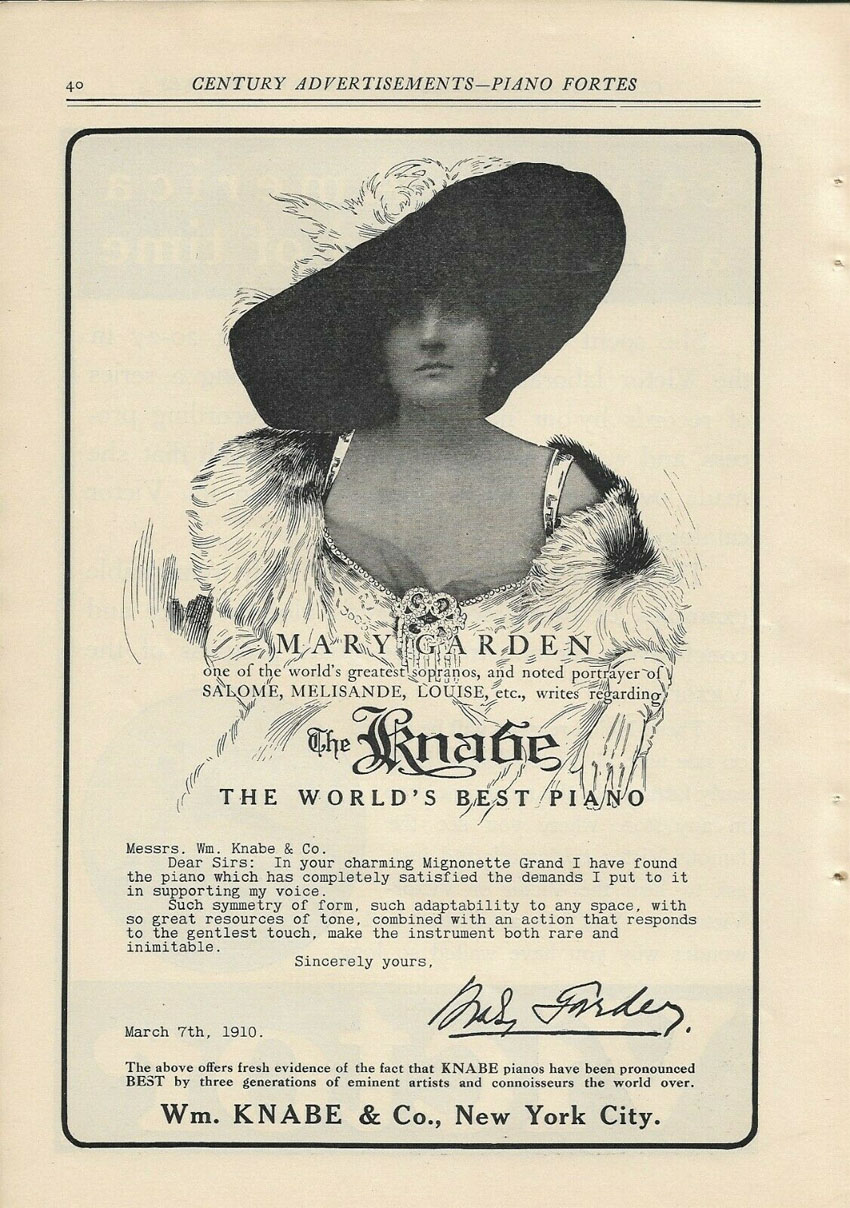 40
CENTURY ADVERTISEMENTS—PIANO FORTES
MARY GARDEN
one of the world's greatest sopranos, and noted portrayer of
SALOME, MELISANDE, LOUISE, etc., writes regarding
The Knabe
THE WORLD'S BEST PIANO
Messrs. Wm. Knabe & Co.
Dear Sirs: In your charming Mignonette Grand I have found
the piano which has completely satisfied the demands I put to it
in supporting my voice.
Such symmetry of form, such adaptability to any space, with
so great resources of tone, combined with an action that responds
to the gentlest touch, make the instrument both rare and
inimitable.
Sincerely yours,
Mary Garden.
March 7th, 1910.
The above offers fresh evidence of the fact that KNABE pianos have been pronounced
BEST by three generations of eminent artists and connoisseurs the world over.
Wm. KNABE & Co., New York City.